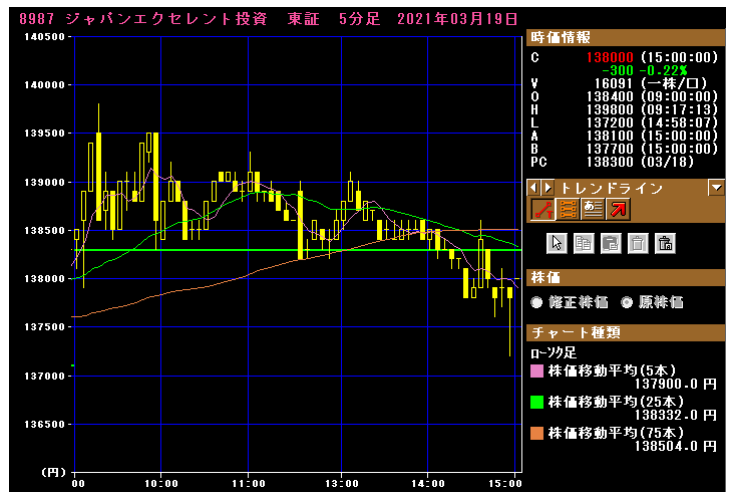 8987 ジャパンエクセレント投資 東証 5分足 2021年03月19日
140500
140000
139500
139000
138500
138000
137500
137000
136500
(円)
00 10:00 11:00 13:00 14:00 15:00
時価情報
C 138000 (15:00:00)
-300 -0.22%
V 16091 (一株/口)
O 138400 (09:00:00)
H 139800 (09:17:13)
L 137200 (14:58:07)
A 138100 (15:00:00)
B 137700 (15:00:00)
PC 138300 (03/18)
トレンドライン
あ
株価
修正株価 原株価
チャート種類
ローソク足
株価移動平均(5本)
137900.0 円
株価移動平均(25本)
138332.0 円
株価移動平均(75本)
138504.0 円